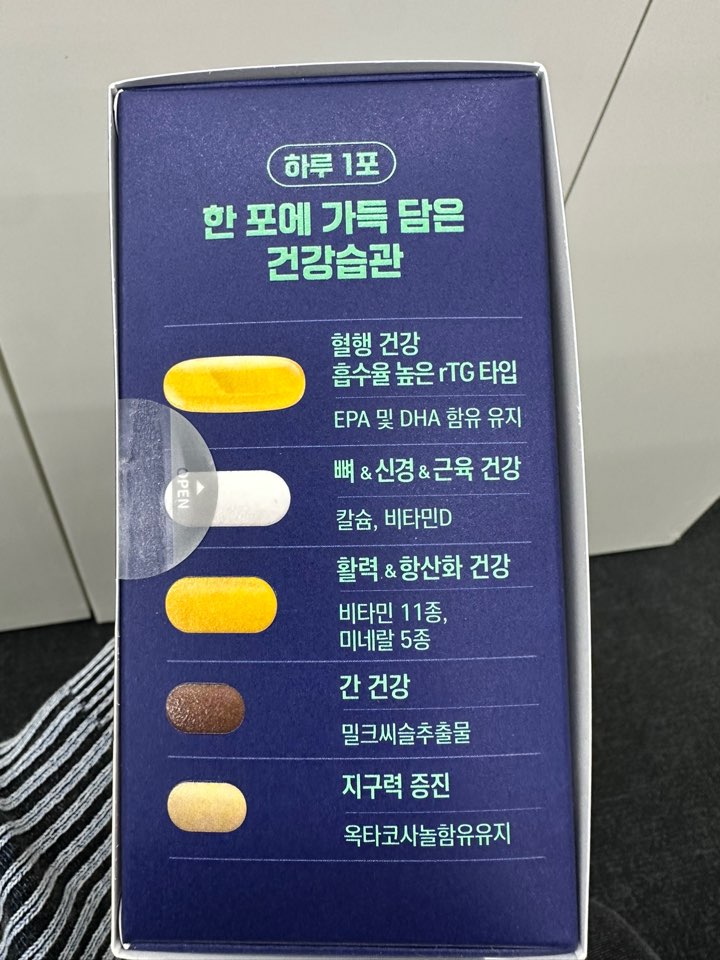 하루 1포
한 포에 가득 담은
건강습관
혈행 건강
흡수율 높은 rTG 타입
EPA 및 DHA 함유 유지
OPEN
뼈 & 신경 & 근육 건강
칼슘, 비타민D
활력 & 항산화 건강
비타민 11종,
미네랄 5종
간 건강
밀크씨슬추출물
지구력 증진
옥타코사놀함유유지